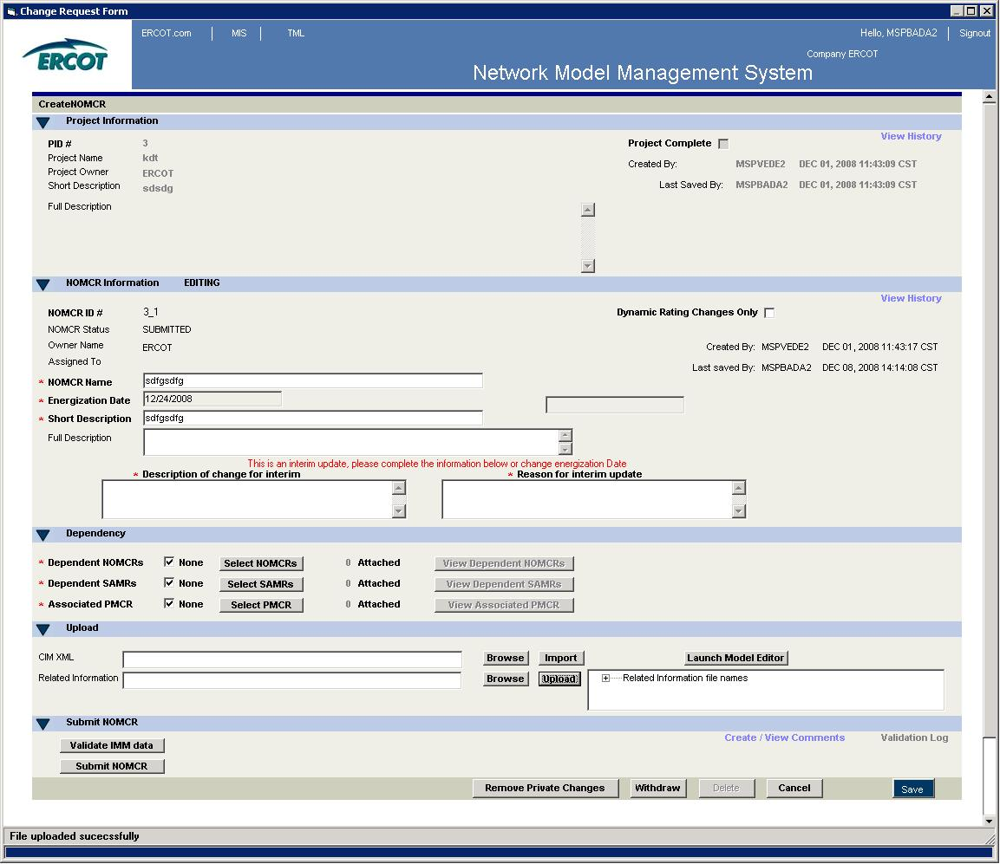 Change Request Form
ERCOT.com MIS TML Hello, MSPBADA2 Signout
ERCOT
Company ERCOT
Network Model Management System
CreateNOMCR
Project Information
View History
PID # 3 Project Complete
Project Name kdt Created By: MSPVEDE2 DEC 01, 2008 11:43:09 CST
Project Owner ERCOT
Short Description sdsdg Last Saved By: MSPBADA2 DEC 01, 2008 11:43:09 CST
Full Description
NOMCR Information EDITING
View History
NOMCR ID # 3_1 Dynamic Rating Changes Only
NOMCR Status SUBMITTED
Owner Name ERCOT Created By: MSPVEDE2 DEC 01, 2008 11:43:17 CST
Assigned To Last saved By: MSPBADA2 DEC 08, 2008 14:14:08 CST
* NOMCR Name sdfgsdfg
* Energization Date 12/24/2008
* Short Description sdfgsdfg
Full Description
This is an interim update, please complete the information below or change energization Date
* Description of change for interim * Reason for interim update
Dependency
* Dependent NOMCRs None Select NOMCRs 0 Attached View Dependent NOMCRs
* Dependent SAMRs None Select SAMRs 0 Attached View Dependent SAMRs
* Associated PMCR None Select PMCR 0 Attached View Associated PMCR
Upload
CIM XML Browse Import Launch Model Editor
Related Information Browse Upload Related Information file names
Submit NOMCR
Validate IMM data Create / View Comments Validation Log
Submit NOMCR
Remove Private Changes Withdraw Delete Cancel Save
File uploaded sucecssfully